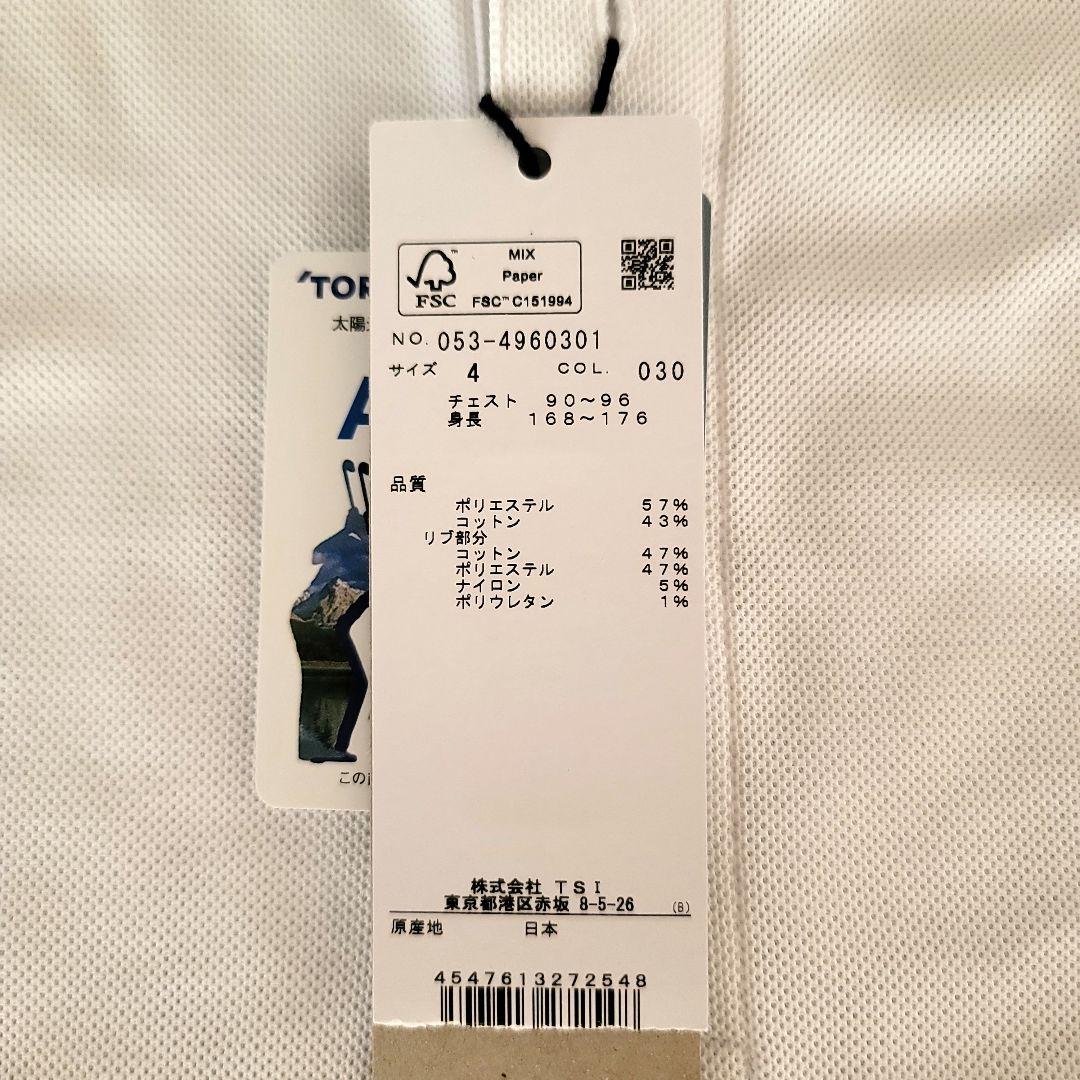 MIX
Paper
FSC™ C151994
FSC™
NO. 053-4960301
サイズ 4 COL. 030
チェスト 90〜96
身長 168〜176
品質
ポリエステル 57%
コットン 43%
リブ部分
コットン 47%
ポリエステル 47%
ナイロン 5%
ポリウレタン 1%
株式会社 TSI
東京都港区赤坂 8-5-26 (B)
原産地 日本
4547613272548
'TOR
太陽
A
この